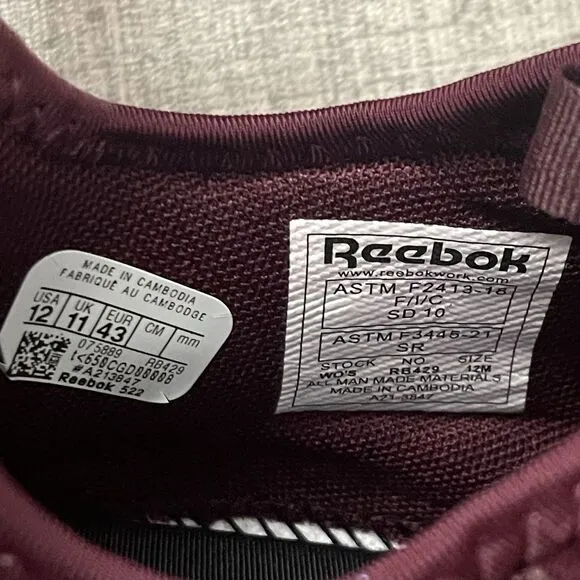 MADE IN CAMBODIA
FABRIQUÉ AU CAMBODGE
USA UK EUR CM mm
12 11 43
075889 RB429
#A213847
Reebok 522
Reebok
www.reebokwork.com
ASTM F2413-18
F/I/C
SD 10
ASTM F3445-21
SR
STOCK NO SIZE
WO'S RB429 12M
ALL MAN MADE MATERIALS
MADE IN CAMBODIA
A21-3847